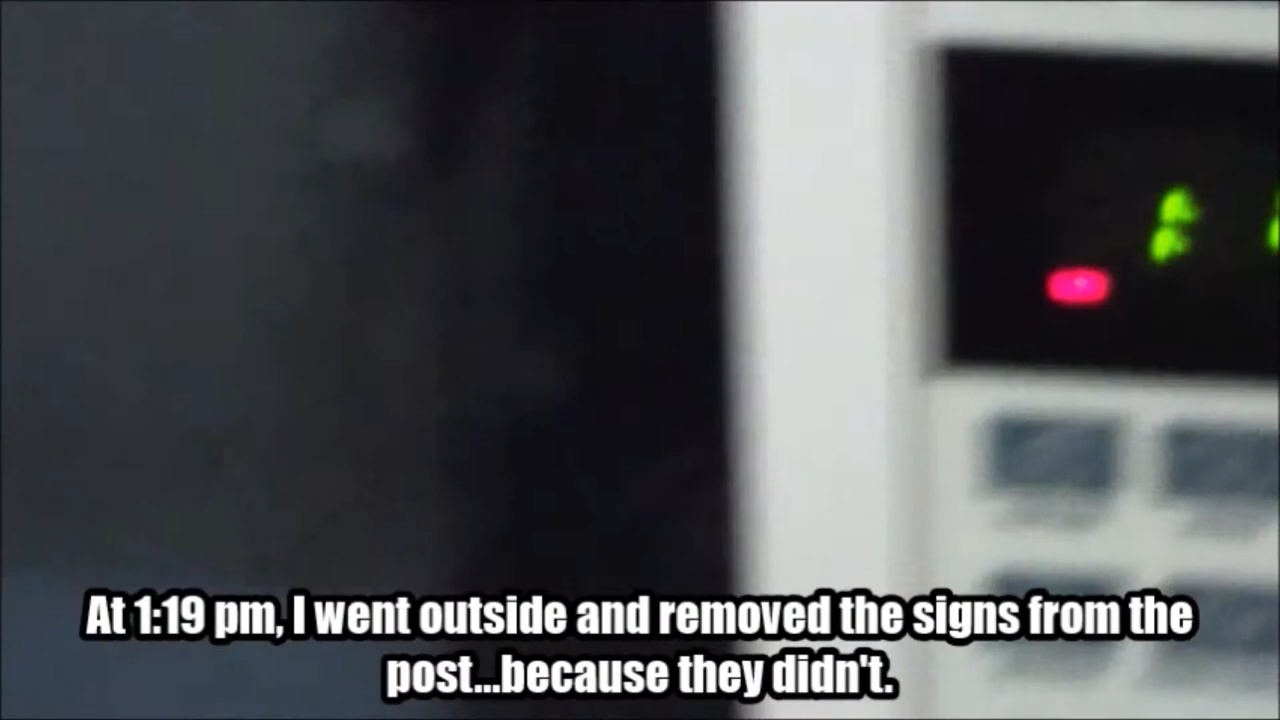 At 1:19 pm, I went outside and removed the signs from the
post...because they didn't.